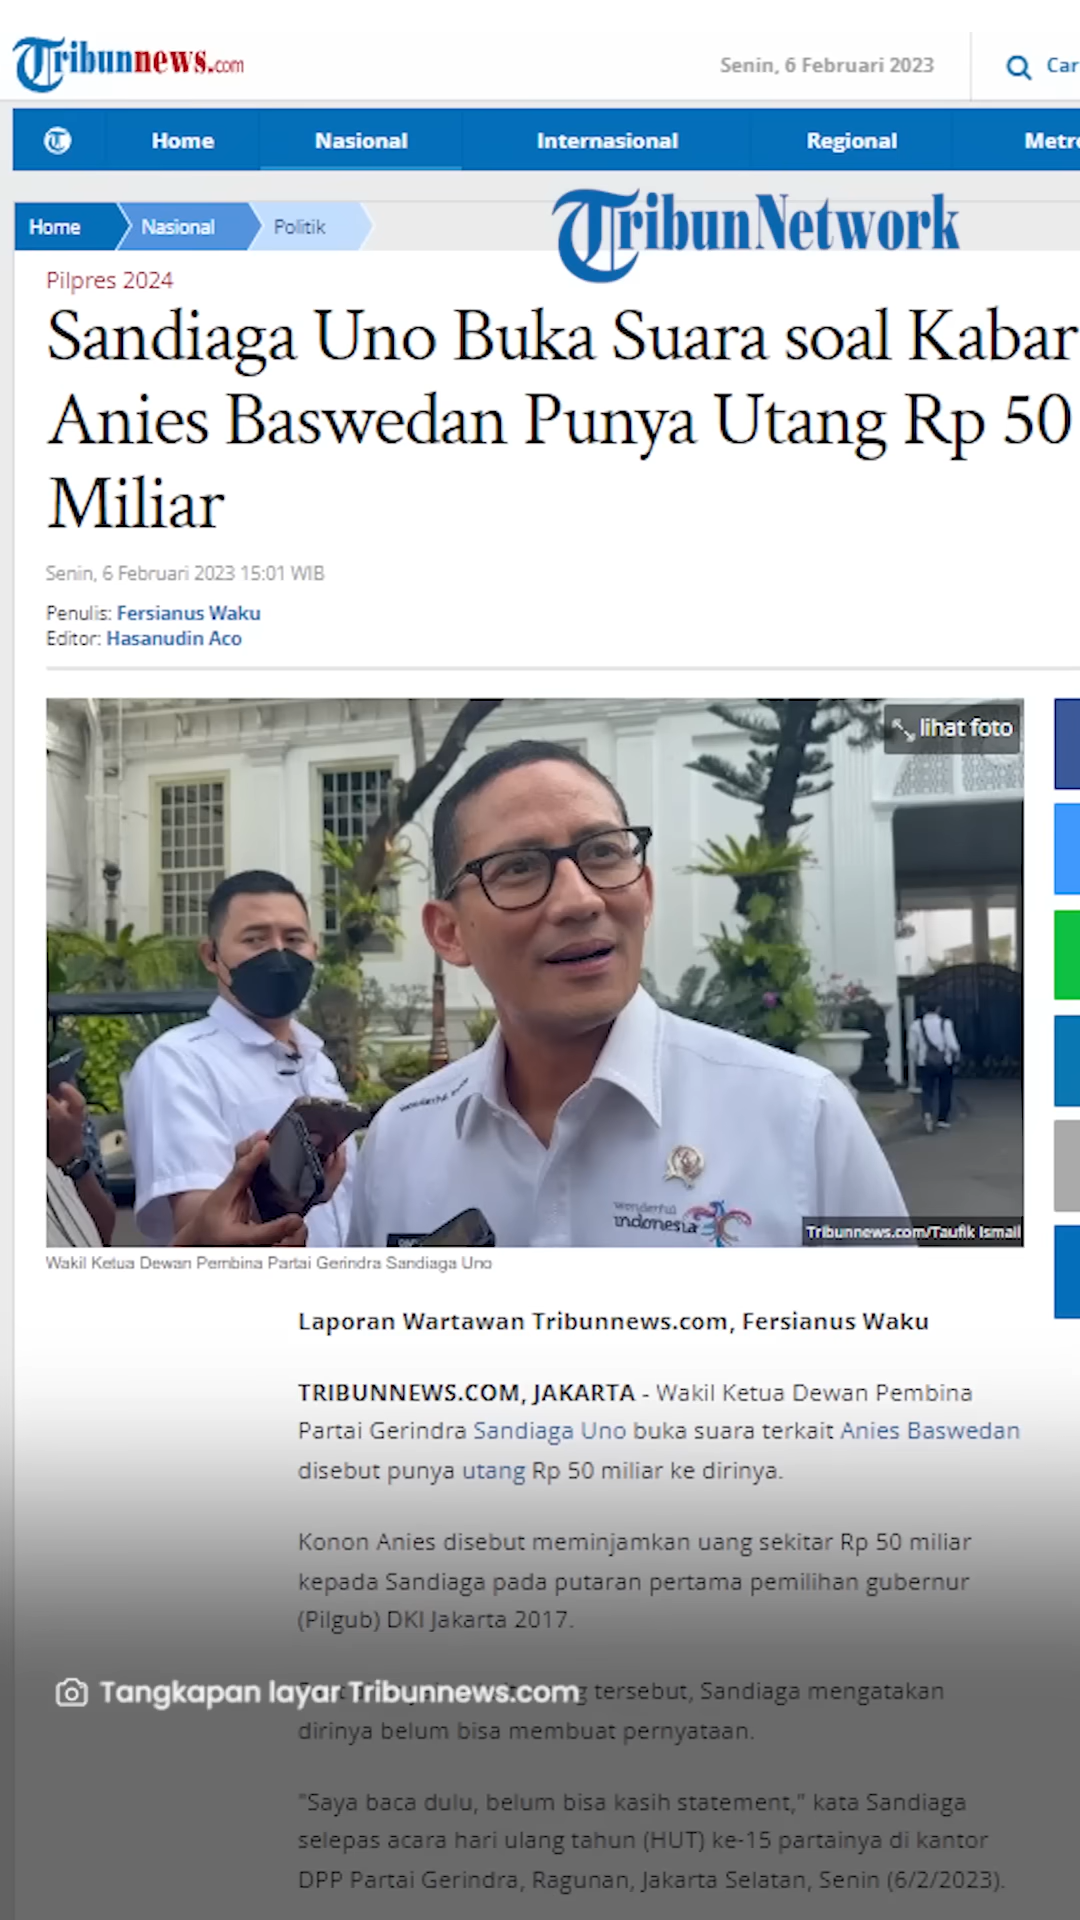 Tribunnews.com
Senin, 6 Februari 2023
Car
Home Nasional Internasional Regional Metro
Home Nasional Politik
TribunNetwork
Pilpres 2024
Sandiaga Uno Buka Suara soal Kabar
Anies Baswedan Punya Utang Rp 50
Miliar
Senin, 6 Februari 2023 15:01 WIB
Penulis: Fersianus Waku
Editor: Hasanudin Aco
lihat foto
wonderful
indonesia
Tribunnews.com/Taufik Ismail
Wakil Ketua Dewan Pembina Partai Gerindra Sandiaga Uno
Laporan Wartawan Tribunnews.com, Fersianus Waku
TRIBUNNEWS.COM, JAKARTA - Wakil Ketua Dewan Pembina
Partai Gerindra Sandiaga Uno buka suara terkait Anies Baswedan
disebut punya utang Rp 50 miliar ke dirinya.
Konon Anies disebut meminjamkan uang sekitar Rp 50 miliar
kepada Sandiaga pada putaran pertama pemilihan gubernur
(Pilgub) DKI Jakarta 2017.
Tangkapan layar Tribunnews.com
tersebut, Sandiaga mengatakan
dirinya belum bisa membuat pernyataan.
"Saya baca dulu, belum bisa kasih statement," kata Sandiaga
selepas acara hari ulang tahun (HUT) ke-15 partainya di kantor
DPP Partai Gerindra, Ragunan, Jakarta Selatan, Senin (6/2/2023).